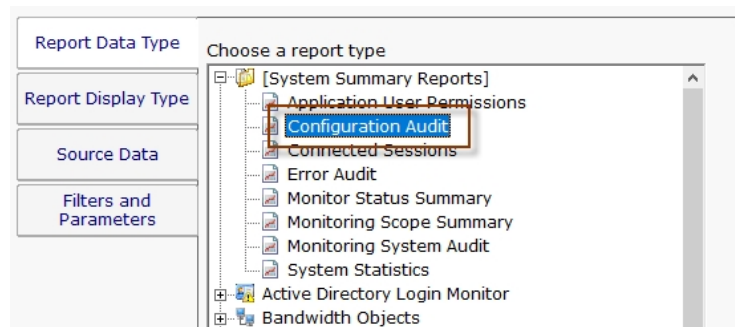 Report Data Type
Report Display Type
Source Data
Filters and
Parameters
Choose a report type
[System Summary Reports]
Application User Permissions
Configuration Audit
Connected Sessions
Error Audit
Monitor Status Summary
Monitoring Scope Summary
Monitoring System Audit
System Statistics
Active Directory Login Monitor
Bandwidth Objects